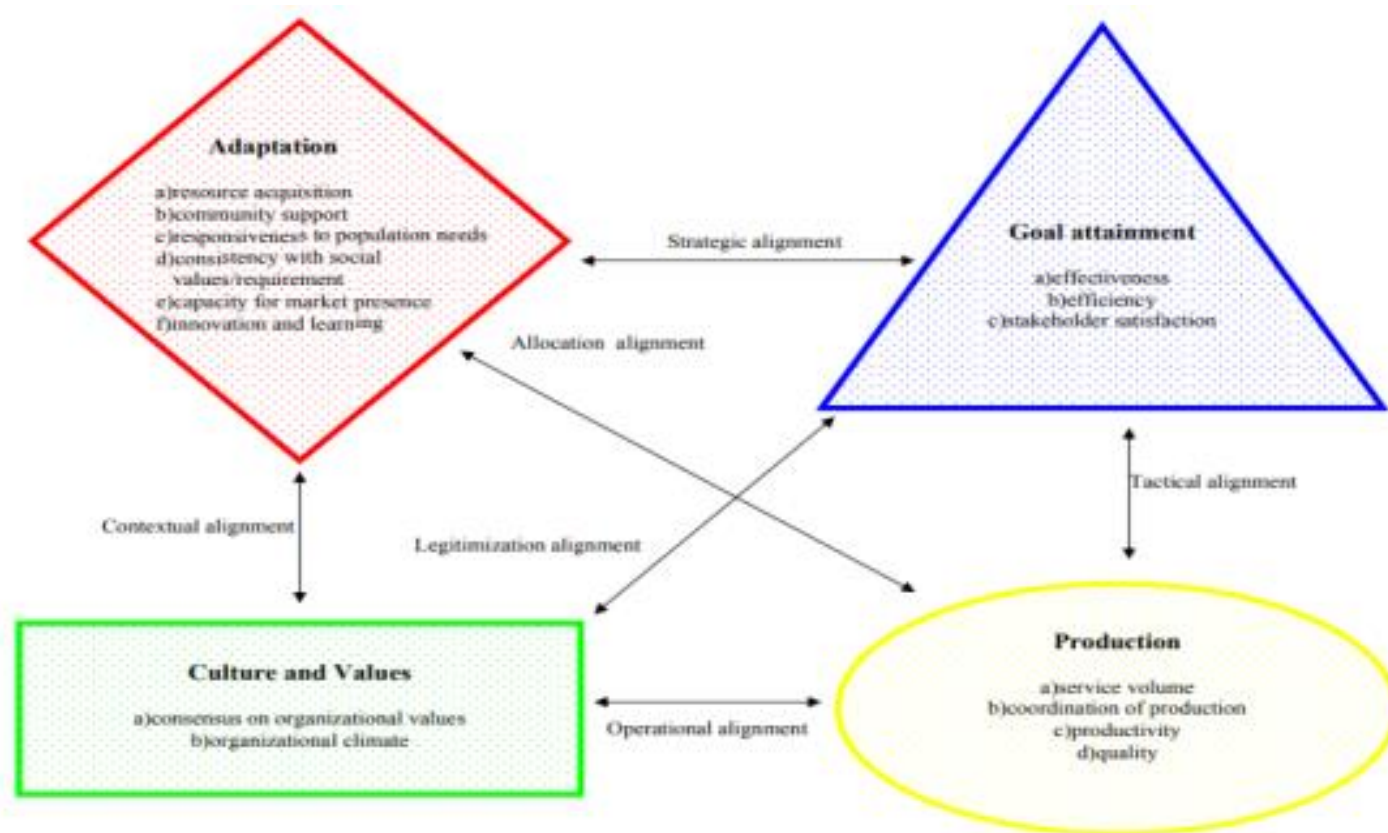 Adaptation
a)resource acquisition
b)community support
c)responsiveness to population needs
d)consistency with social
values/requirement
e)capacity for market presence
f)innovation and learning
Goal attainment
a)effectiveness
b)efficiency
c)stakeholder satisfaction
Strategic alignment
Allocation alignment
Contextual alignment
Legitimization alignment
Tactical alignment
Culture and Values
a)consensus on organizational values
b)organizational climate
Operational alignment
Production
a)service volume
b)coordination of production
c)productivity
d)quality